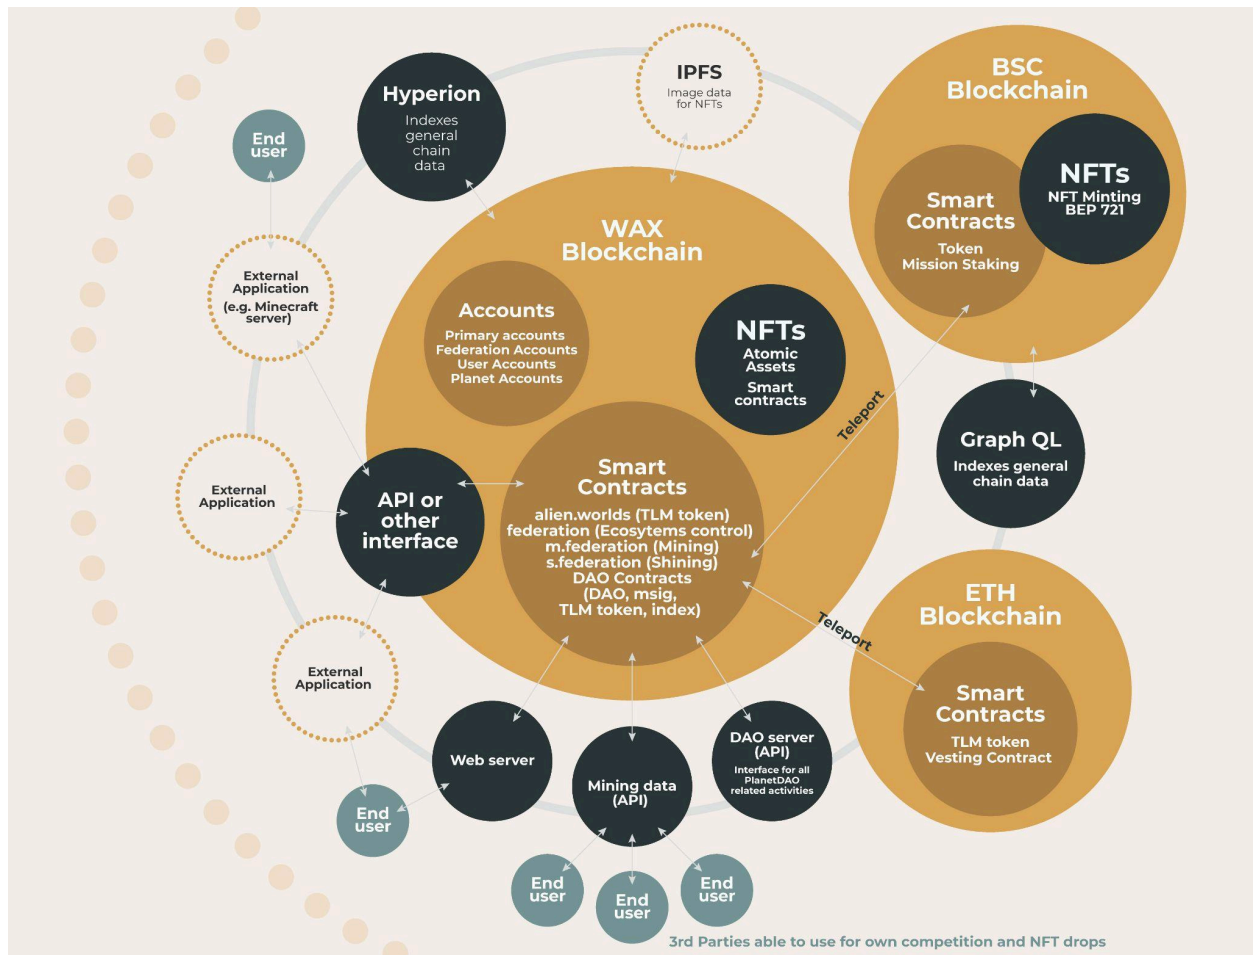 IPFS
Image data
for NFTs
BSC
Blockchain
Hyperion
Indexes
general
chain
data
End
user
NFTs
NFT Minting
BEP 721
Smart
Contracts
Token
Mission Staking
WAX
Blockchain
External
Application
(e.g. Minecraft
server)
Accounts
Primary accounts
Federation Accounts
User Accounts
Planet Accounts
NFTs
Atomic
Assets
Smart
contracts
Teleport
Graph QL
Indexes general
chain data
External
Application
API or
other
interface
Smart
Contracts
alien.worlds (TLM token)
federation (Ecosytems control)
m.federation (Mining)
s.federation (Shining)
DAO Contracts
(DAO, msig,
TLM token, index)
ETH
Blockchain
Teleport
External
Application
Smart
Contracts
TLM token
Vesting Contract
Web server
Mining data
(API)
DAO server
(API)
Interface for all
PlanetDAO
related activities
End
user
End
user
End
user
End
user
3rd Parties able to use for own competition and NFT drops